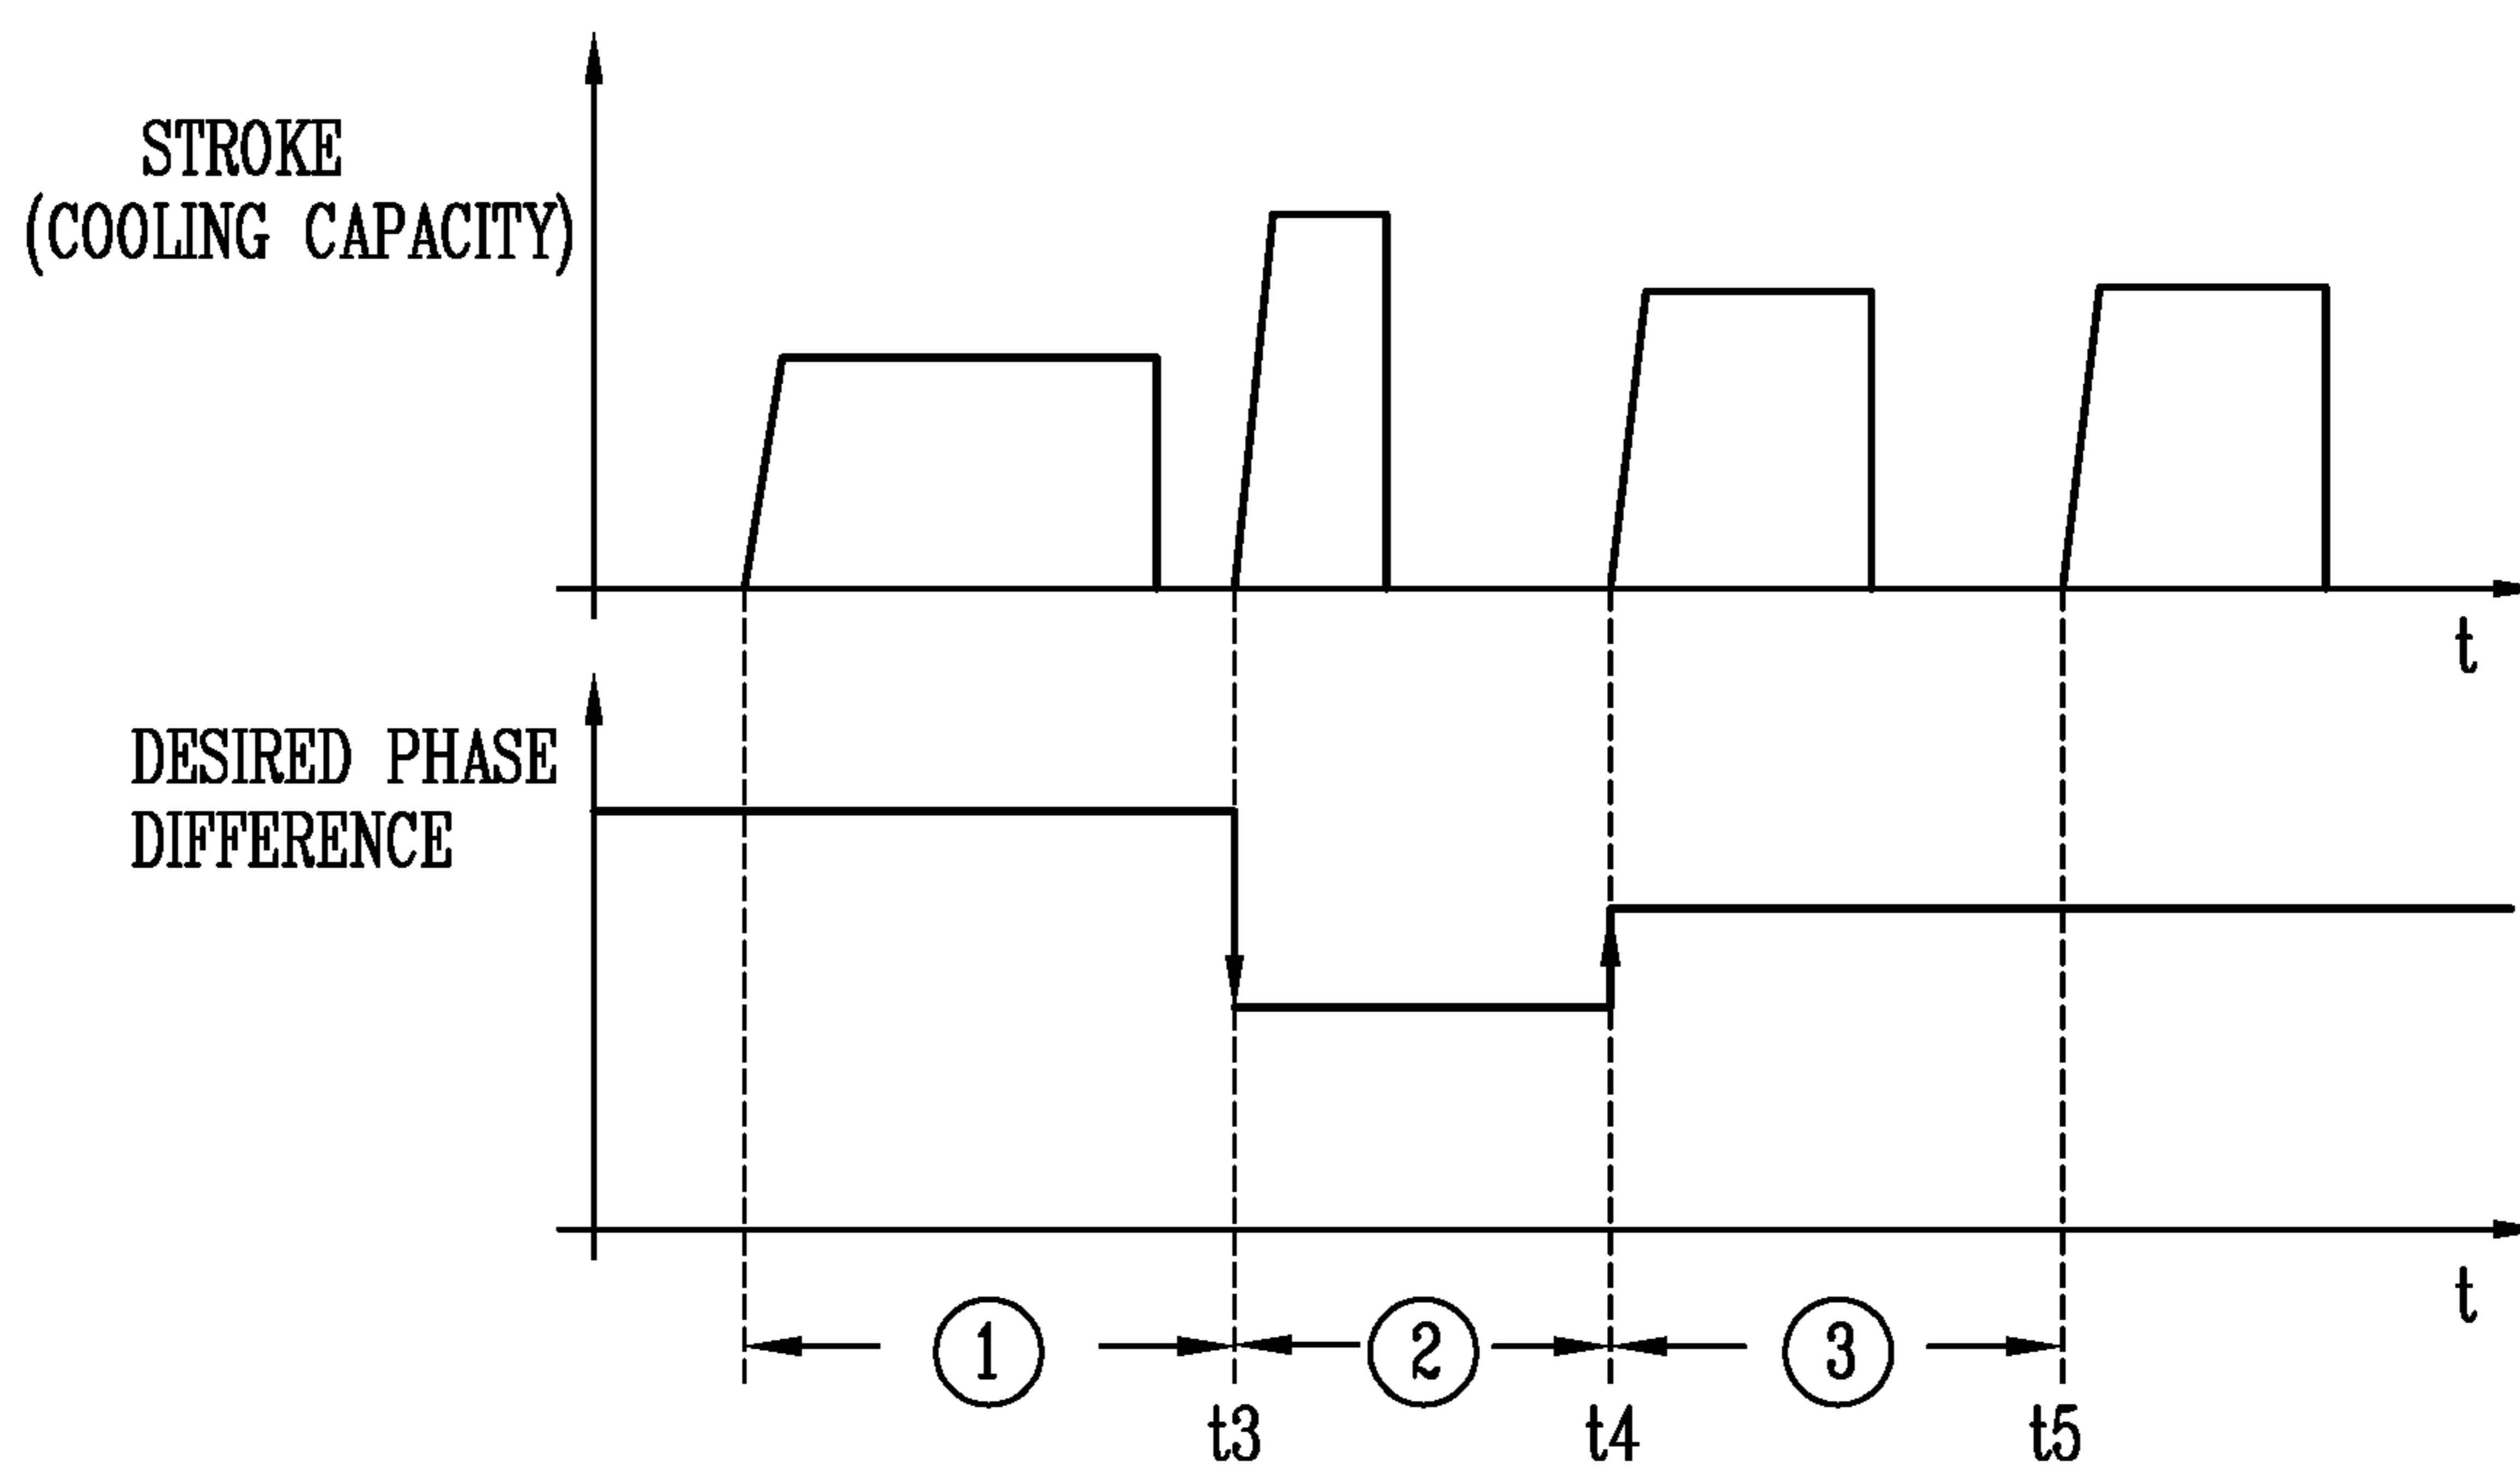 STROKE
(COOLING CAPACITY)
t
DESIRED PHASE
DIFFERENCE
t
1 2 3
t3 t4 t5